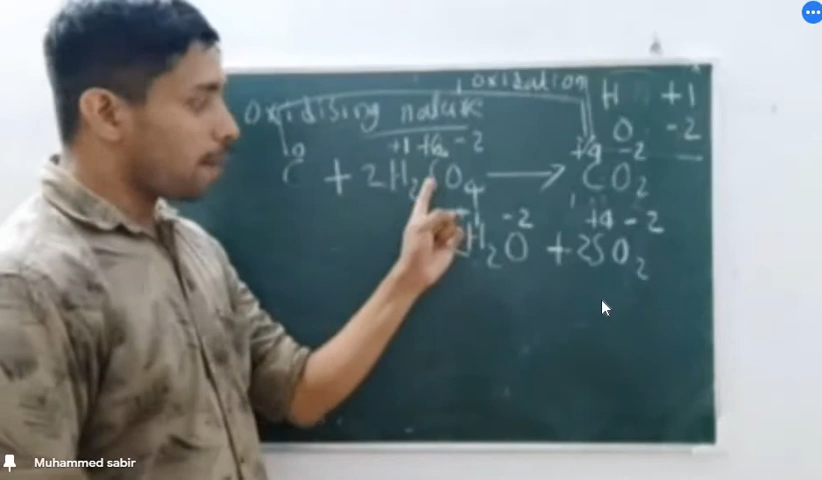 oxidation
H +1
oxidising nature
O -2
0 +1 +6 -2 +4 -2
C + 2H₂SO₄ ⟶ CO₂
+1 -2 +4 -2
2H₂O + 2SO₂
Muhammed sabir